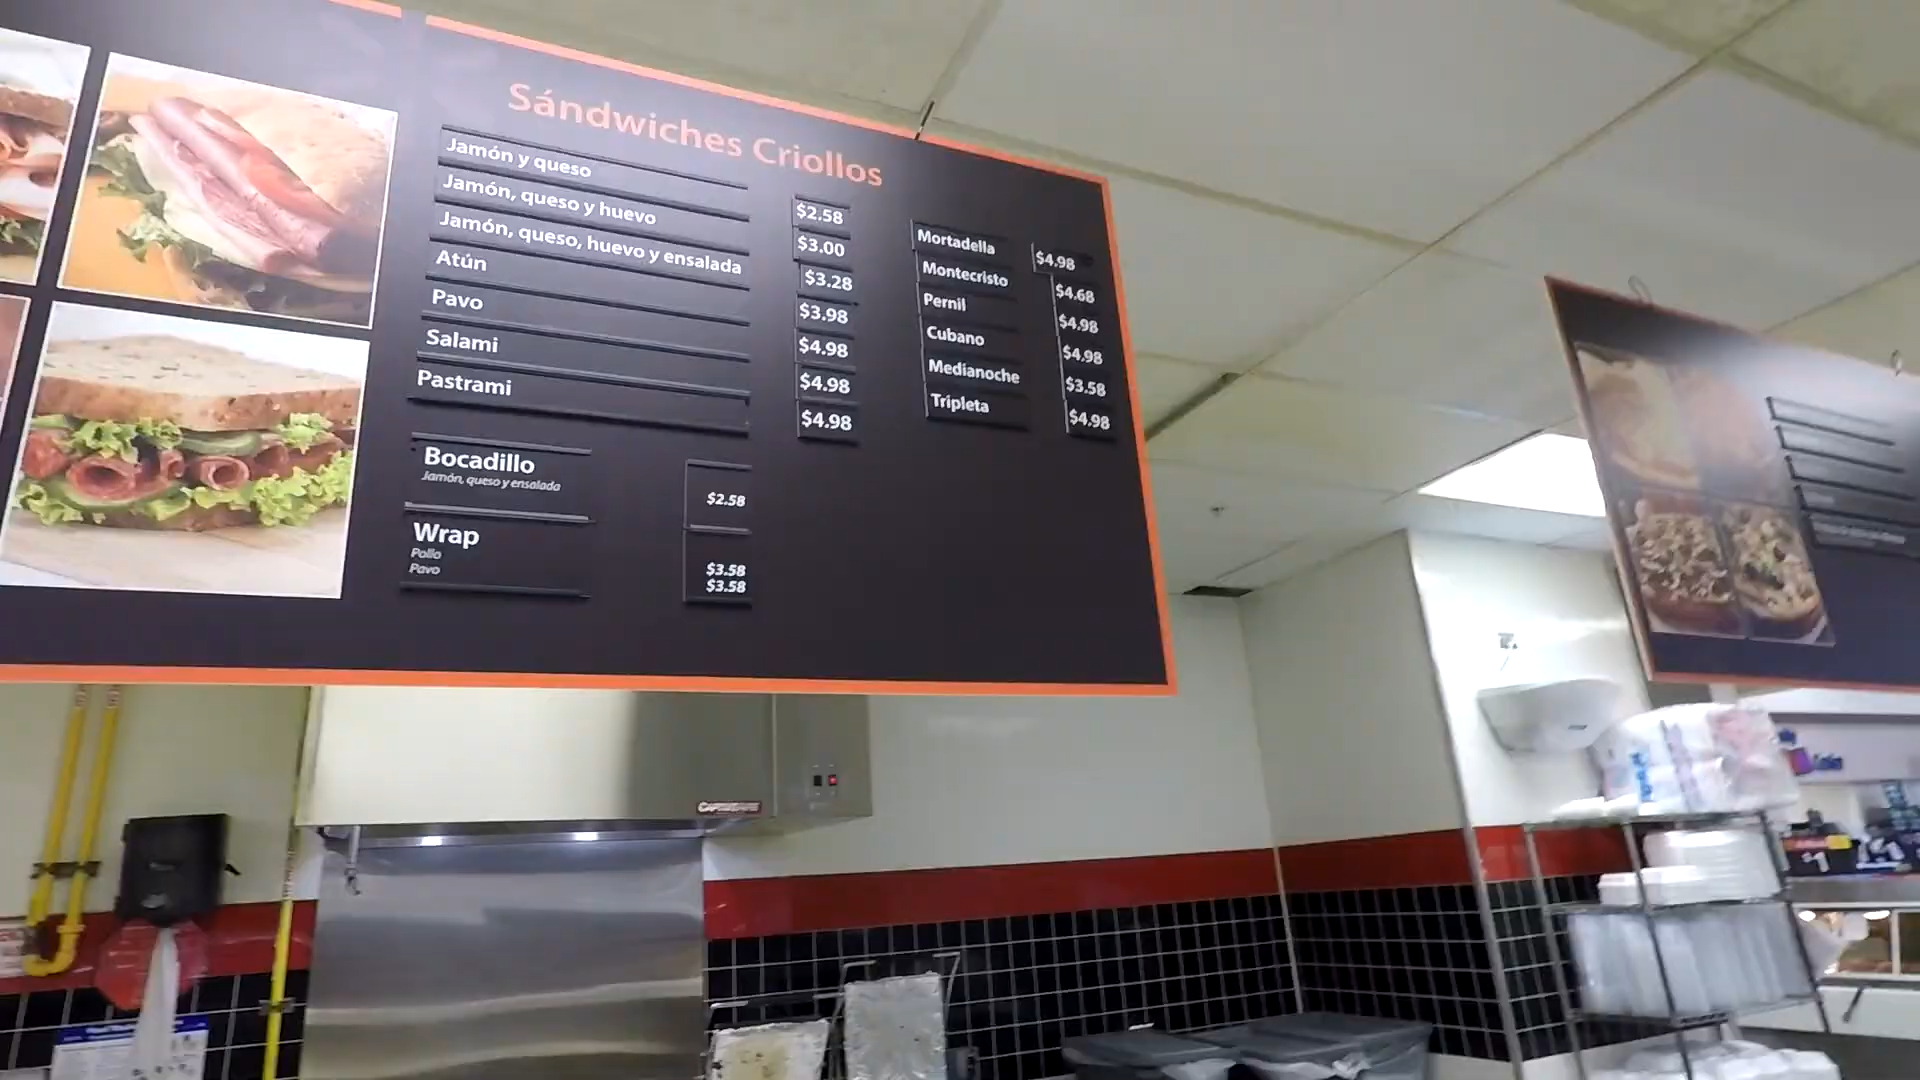 Sándwiches Criollos
Jamón y queso $2.58
Jamón, queso y huevo $3.00
Jamón, queso, huevo y ensalada $3.28
Atún $3.98
Pavo $4.98
Salami $4.98
Pastrami $4.98
Mortadella $4.98
Montecristo $4.68
Pernil $4.98
Cubano $4.98
Medianoche $3.58
Tripleta $4.98
Bocadillo
Jamón, queso y ensalada
$2.58
Wrap
Pollo $3.58
Pavo $3.58
$1